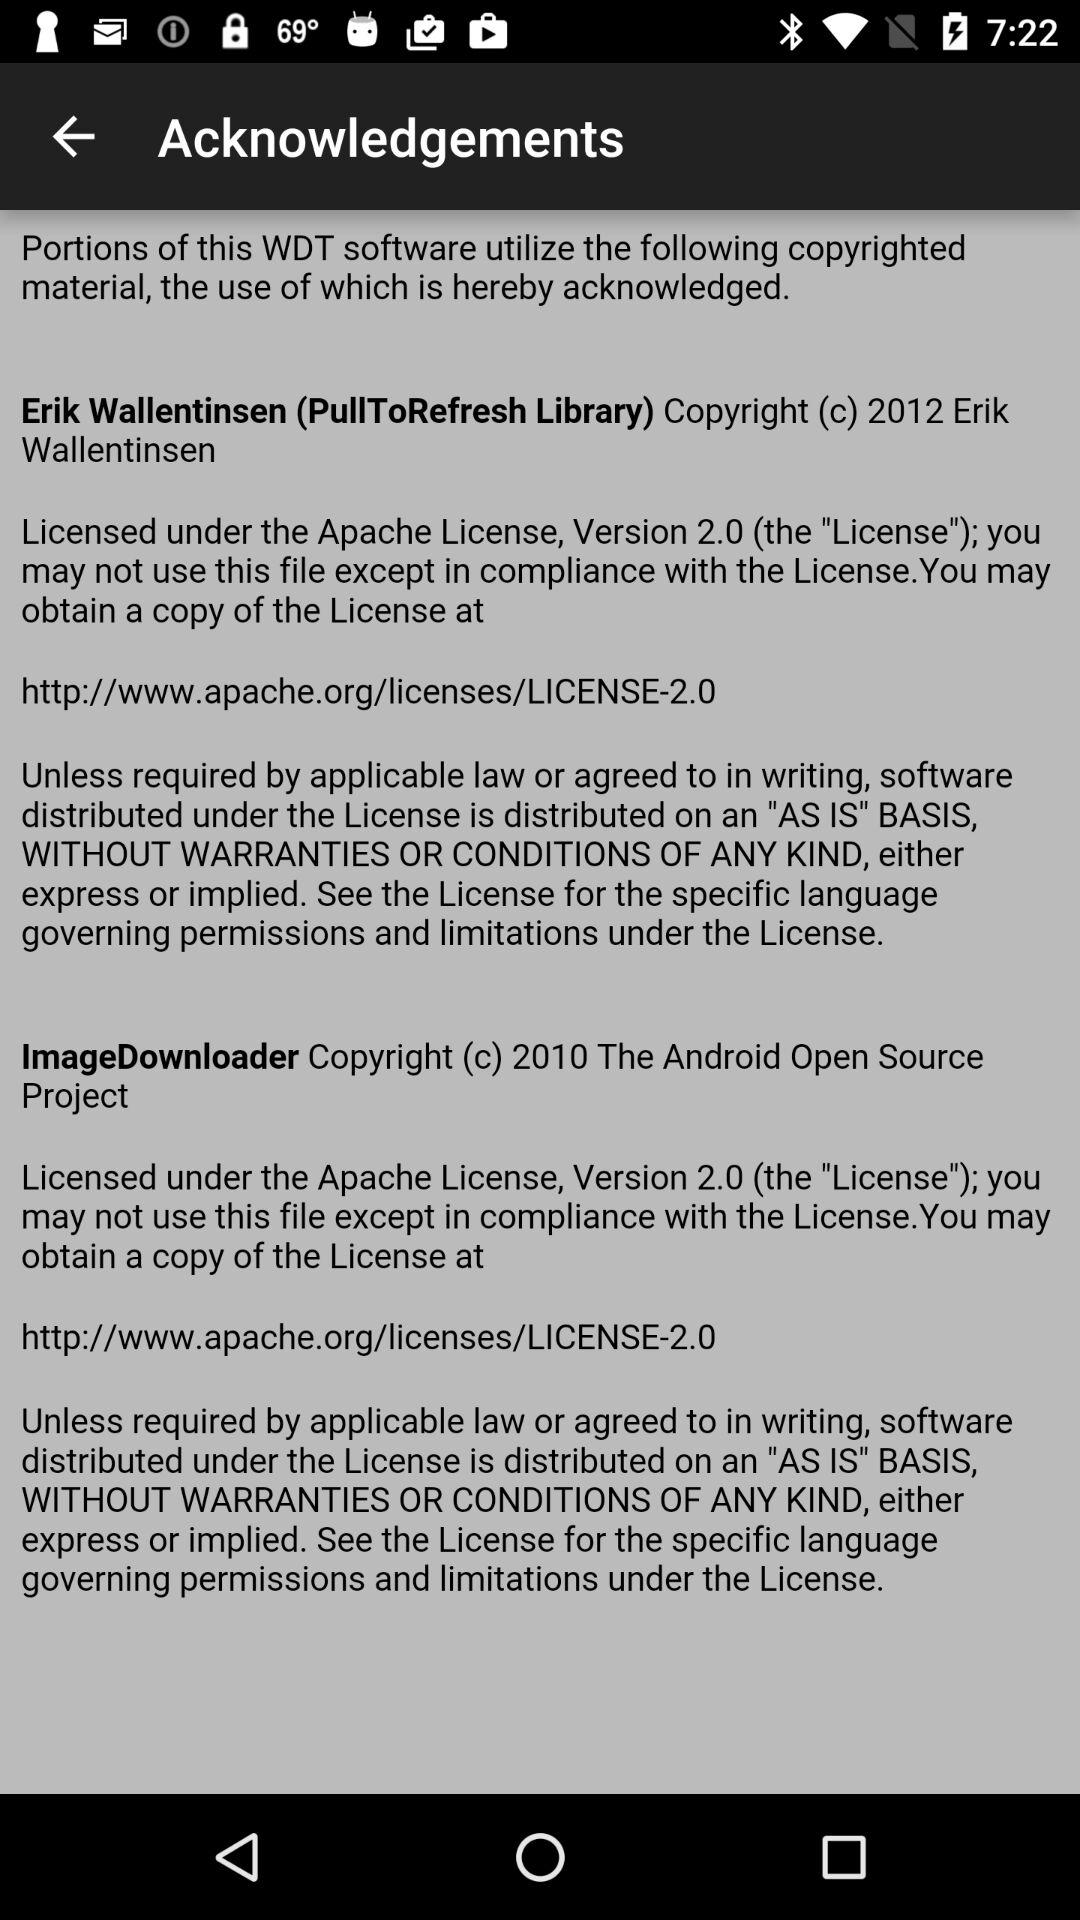 69° 7:22
Acknowledgements
Portions of this WDT software utilize the following copyrighted
material, the use of which is hereby acknowledged.
Erik Wallentinsen (PullToRefresh Library) Copyright (c) 2012 Erik
Wallentinsen
Licensed under the Apache License, Version 2.0 (the "License"); you
may not use this file except in compliance with the License.You may
obtain a copy of the License at
http://www.apache.org/licenses/LICENSE-2.0
Unless required by applicable law or agreed to in writing, software
distributed under the License is distributed on an "AS IS" BASIS,
WITHOUT WARRANTIES OR CONDITIONS OF ANY KIND, either
express or implied. See the License for the specific language
governing permissions and limitations under the License.
ImageDownloader Copyright (c) 2010 The Android Open Source
Project
Licensed under the Apache License, Version 2.0 (the "License"); you
may not use this file except in compliance with the License.You may
obtain a copy of the License at
http://www.apache.org/licenses/LICENSE-2.0
Unless required by applicable law or agreed to in writing, software
distributed under the License is distributed on an "AS IS" BASIS,
WITHOUT WARRANTIES OR CONDITIONS OF ANY KIND, either
express or implied. See the License for the specific language
governing permissions and limitations under the License.